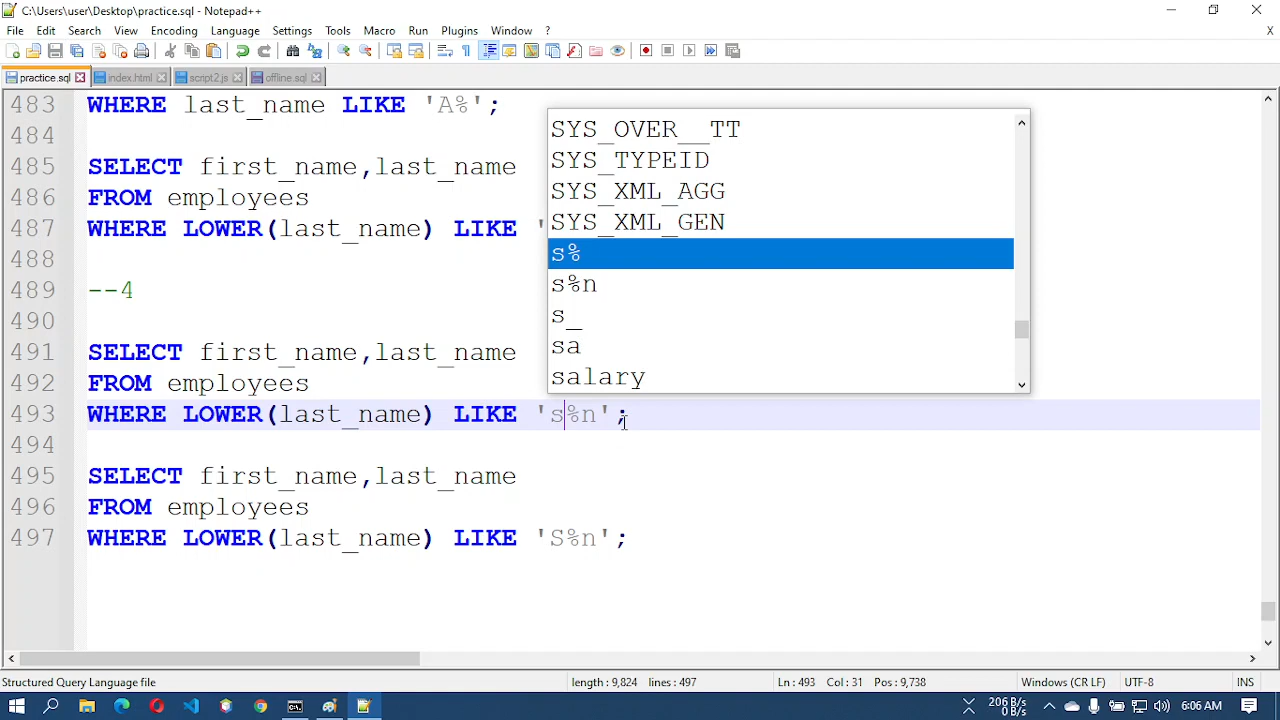 C:\Users\user\Desktop\practice.sql - Notepad++
File Edit Search View Encoding Language Settings Tools Macro Run Plugins Window ?
X
practice.sql index.html script2.js offline.sql
483 WHERE last_name LIKE 'A%';
484
485 SELECT first_name,last_name
486 FROM employees
487 WHERE LOWER(last_name) LIKE '
488
489 --4
490
491 SELECT first_name,last_name
492 FROM employees
493 WHERE LOWER(last_name) LIKE 's%n';
494
495 SELECT first_name,last_name
496 FROM employees
497 WHERE LOWER(last_name) LIKE 'S%n';
SYS_OVER__TT
SYS_TYPEID
SYS_XML_AGG
SYS_XML_GEN
s%
s%n
s_
sa
salary
Structured Query Language file length : 9,824 lines : 497 Ln : 493 Col : 31 Pos : 9,738 Windows (CR LF) UTF-8 INS
206 B/S
0 B/s
6:06 AM